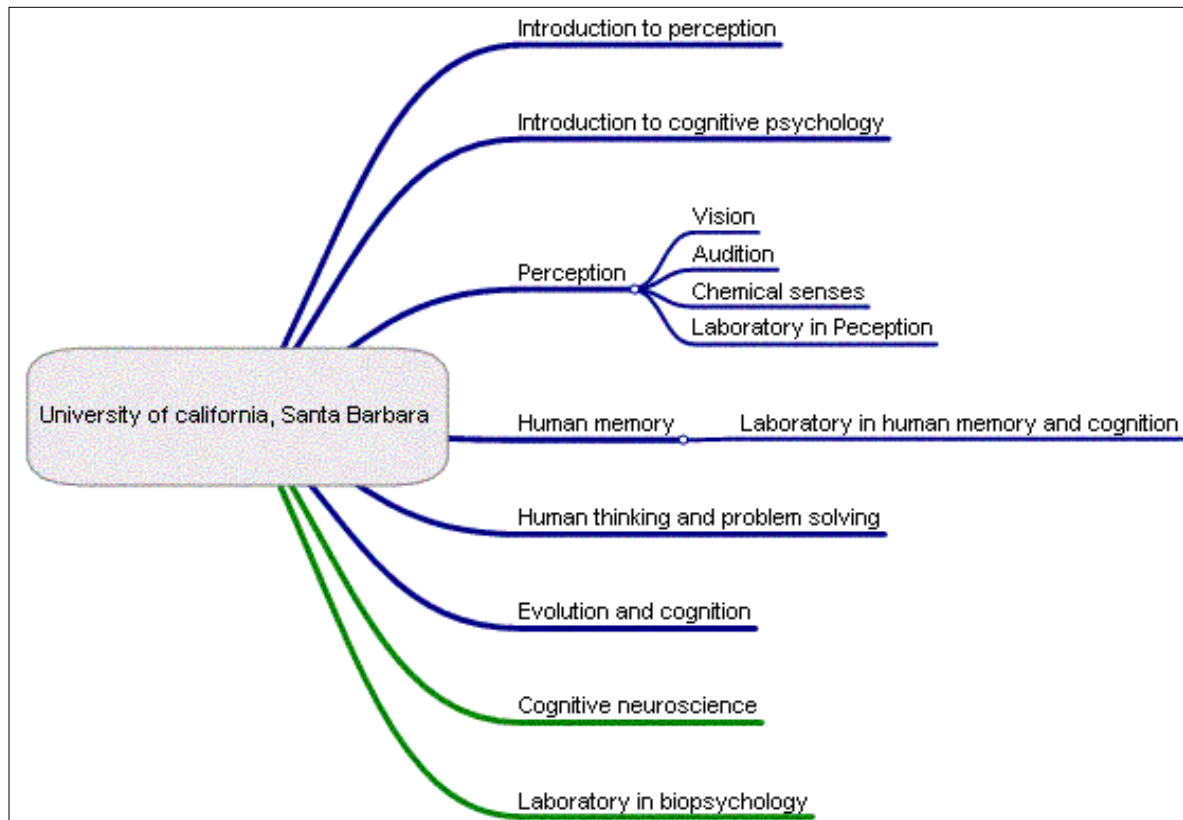 Introduction to perception
Introduction to cognitive psychology
Vision
Audition
Perception
Chemical senses
Laboratory in Peception
University of california, Santa Barbara
Human memory
Laboratory in human memory and cognition
Human thinking and problem solving
Evolution and cognition
Cognitive neuroscience
Laboratory in biopsychology